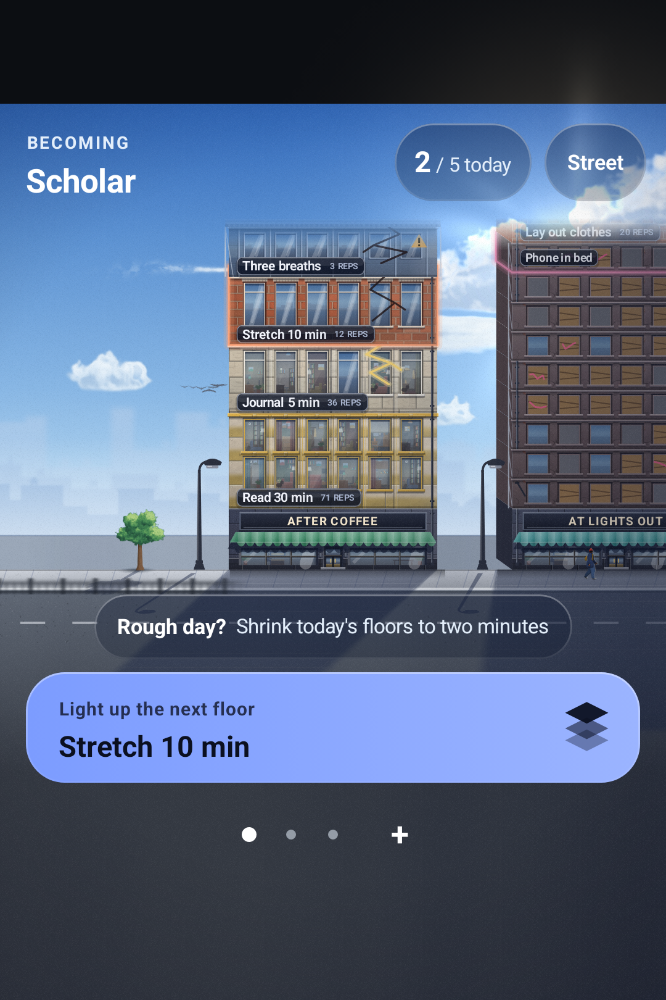 BECOMING
Scholar
2 / 5 today
Street
Lay out clothes 20 REPS
Phone in bed
Three breaths 3 REPS
Stretch 10 min 12 REPS
Journal 5 min 36 REPS
Read 30 min 71 REPS
AFTER COFFEE
AT LIGHTS OUT
Rough day? Shrink today's floors to two minutes
Light up the next floor
Stretch 10 min